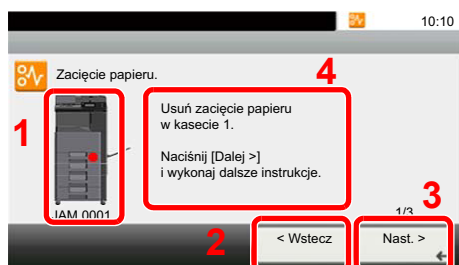 10:10
Zacięcie papieru.
4
1
Usuń zacięcie papieru
w kasecie 1.
Naciśnij [Dalej >]
i wykonaj dalsze instrukcje.
JAM 0001
1/3
3
2
< Wstecz
Nast. >